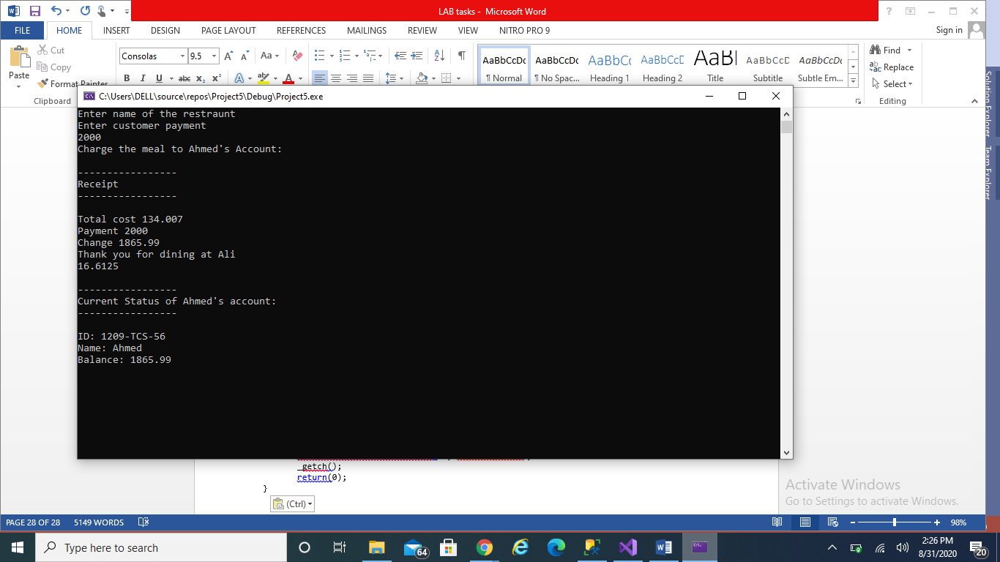 LAB tasks - Microsoft Word
FILE HOME INSERT DESIGN PAGE LAYOUT REFERENCES MAILINGS REVIEW VIEW NITRO PRO 9 Sign in
Paste
Cut
Copy
Format Painter
Clipboard
Consolas 9.5
AaBbCcDc AaBbCcDc AaBbCc AaBbCcD AaBl AaBbCcD AaBbCcDc
¶ Normal ¶ No Spac... Heading 1 Heading 2 Title Subtitle Subtle Em...
Find
Replace
Select
Editing
Solution Explorer
Team Explorer
C:\Users\DELL\source\repos\Project5\Debug\Project5.exe
Enter name of the restraunt
Enter customer payment
2000
Charge the meal to Ahmed's Account:
-----------------
Receipt
-----------------
Total cost 134.007
Payment 2000
Change 1865.99
Thank you for dining at Ali
16.6125
-----------------
Current Status of Ahmed's account:
-----------------
ID: 1209-TCS-56
Name: Ahmed
Balance: 1865.99
_getch();
return(0);
}
(Ctrl)
Activate Windows
Go to Settings to activate Windows.
PAGE 28 OF 28 5149 WORDS 98%
Type here to search
64
2:26 PM
8/31/2020
20